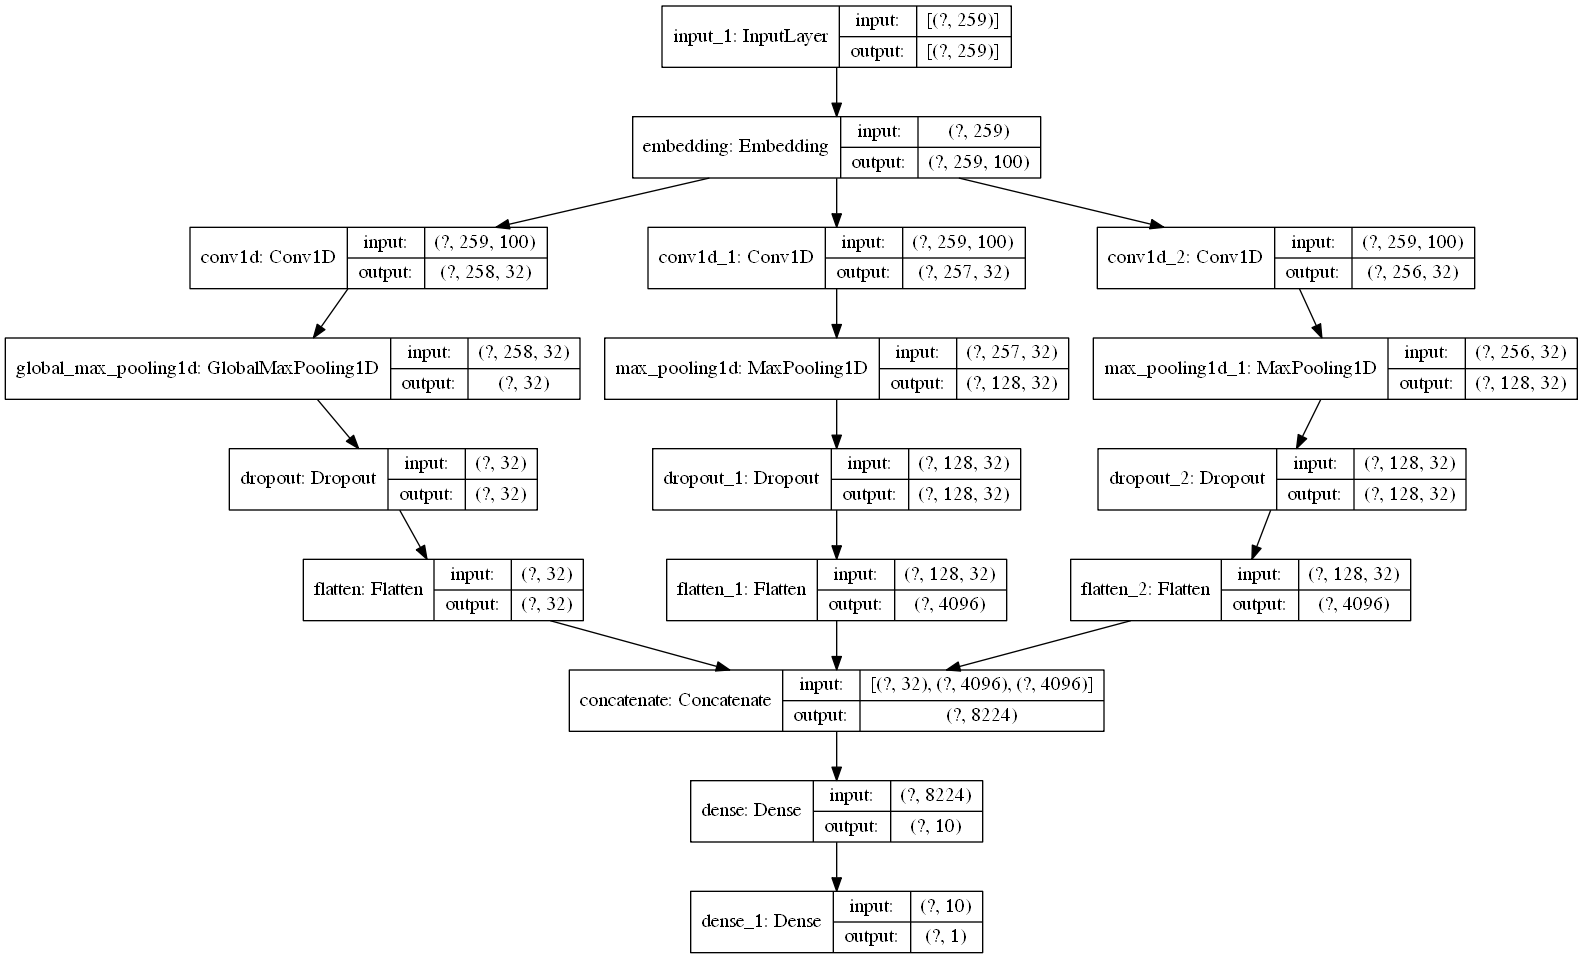 input_1: InputLayer
input: [(?, 259)]
output: [(?, 259)]
embedding: Embedding
input: (?, 259)
output: (?, 259, 100)
conv1d: Conv1D
input: (?, 259, 100)
output: (?, 258, 32)
conv1d_1: Conv1D
input: (?, 259, 100)
output: (?, 257, 32)
conv1d_2: Conv1D
input: (?, 259, 100)
output: (?, 256, 32)
global_max_pooling1d: GlobalMaxPooling1D
input: (?, 258, 32)
output: (?, 32)
max_pooling1d: MaxPooling1D
input: (?, 257, 32)
output: (?, 128, 32)
max_pooling1d_1: MaxPooling1D
input: (?, 256, 32)
output: (?, 128, 32)
dropout: Dropout
input: (?, 32)
output: (?, 32)
dropout_1: Dropout
input: (?, 128, 32)
output: (?, 128, 32)
dropout_2: Dropout
input: (?, 128, 32)
output: (?, 128, 32)
flatten: Flatten
input: (?, 32)
output: (?, 32)
flatten_1: Flatten
input: (?, 128, 32)
output: (?, 4096)
flatten_2: Flatten
input: (?, 128, 32)
output: (?, 4096)
concatenate: Concatenate
input: [(?, 32), (?, 4096), (?, 4096)]
output: (?, 8224)
dense: Dense
input: (?, 8224)
output: (?, 10)
dense_1: Dense
input: (?, 10)
output: (?, 1)